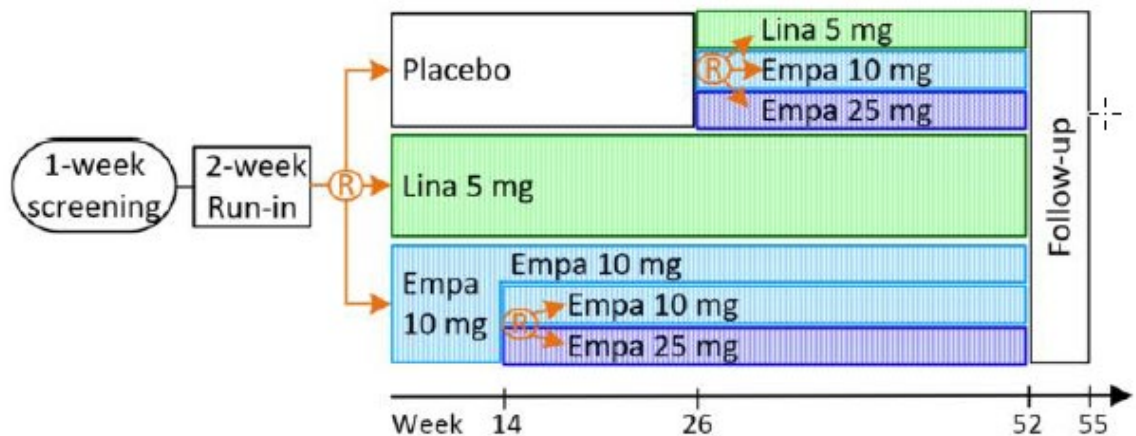 1-week
screening
2-week
Run-in
R
Placebo
R
Lina 5 mg
Empa 10 mg
Empa 25 mg
Lina 5 mg
Empa
10 mg
Empa 10 mg
R
Empa 10 mg
Empa 25 mg
Follow-up
Week 14 26 52 55